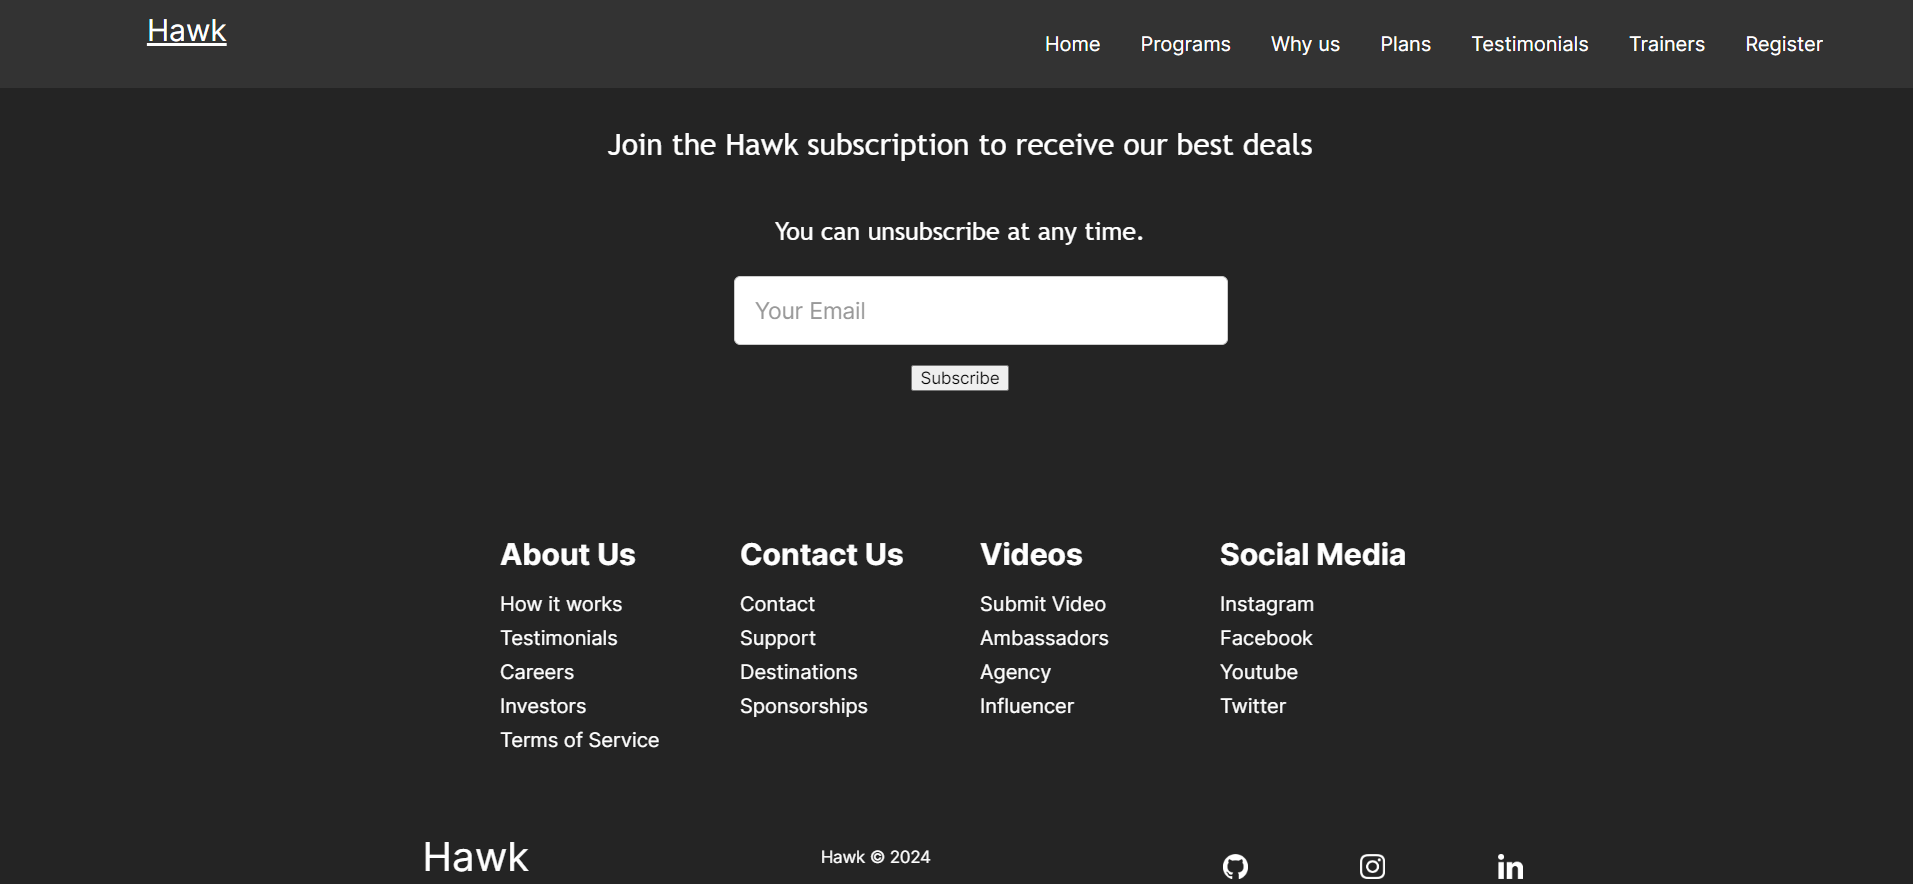 Hawk
Home Programs Why us Plans Testimonials Trainers Register
Join the Hawk subscription to receive our best deals
You can unsubscribe at any time.
Your Email
Subscribe
About Us
How it works
Testimonials
Careers
Investors
Terms of Service
Contact Us
Contact
Support
Destinations
Sponsorships
Videos
Submit Video
Ambassadors
Agency
Influencer
Social Media
Instagram
Facebook
Youtube
Twitter
Hawk
Hawk © 2024
in